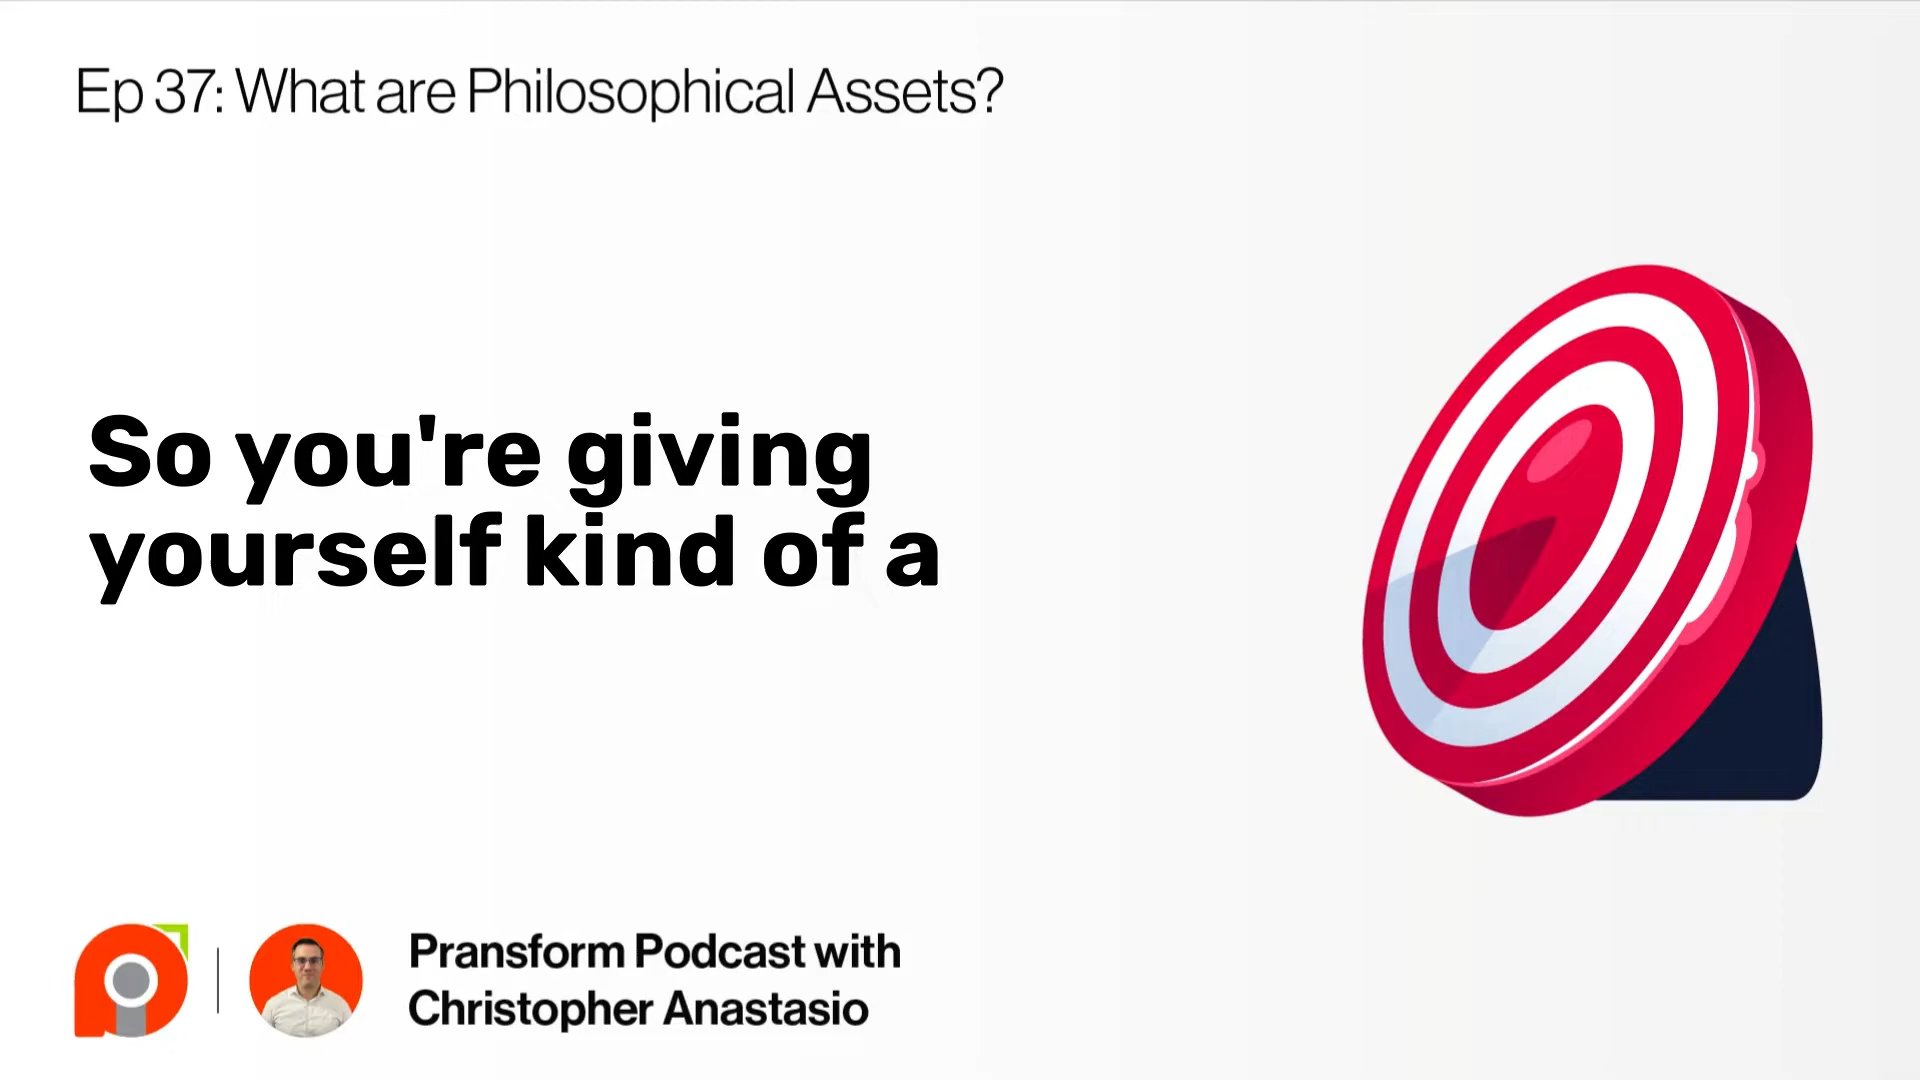 Ep 37: What are Philosophical Assets?
So you're giving
yourself kind of a
Pransform Podcast with
Christopher Anastasio